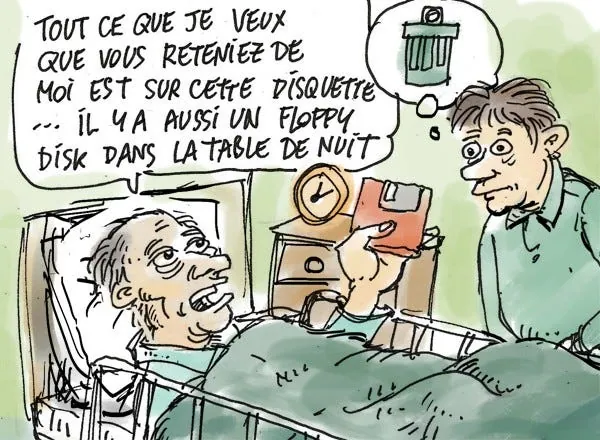 TOUT CE QUE JE VEUX
QUE VOUS RETENIEZ DE
MOI EST SUR CETTE DISQUETTE
... IL Y A AUSSI UN FLOPPY
DISK DANS LA TABLE DE NUIT